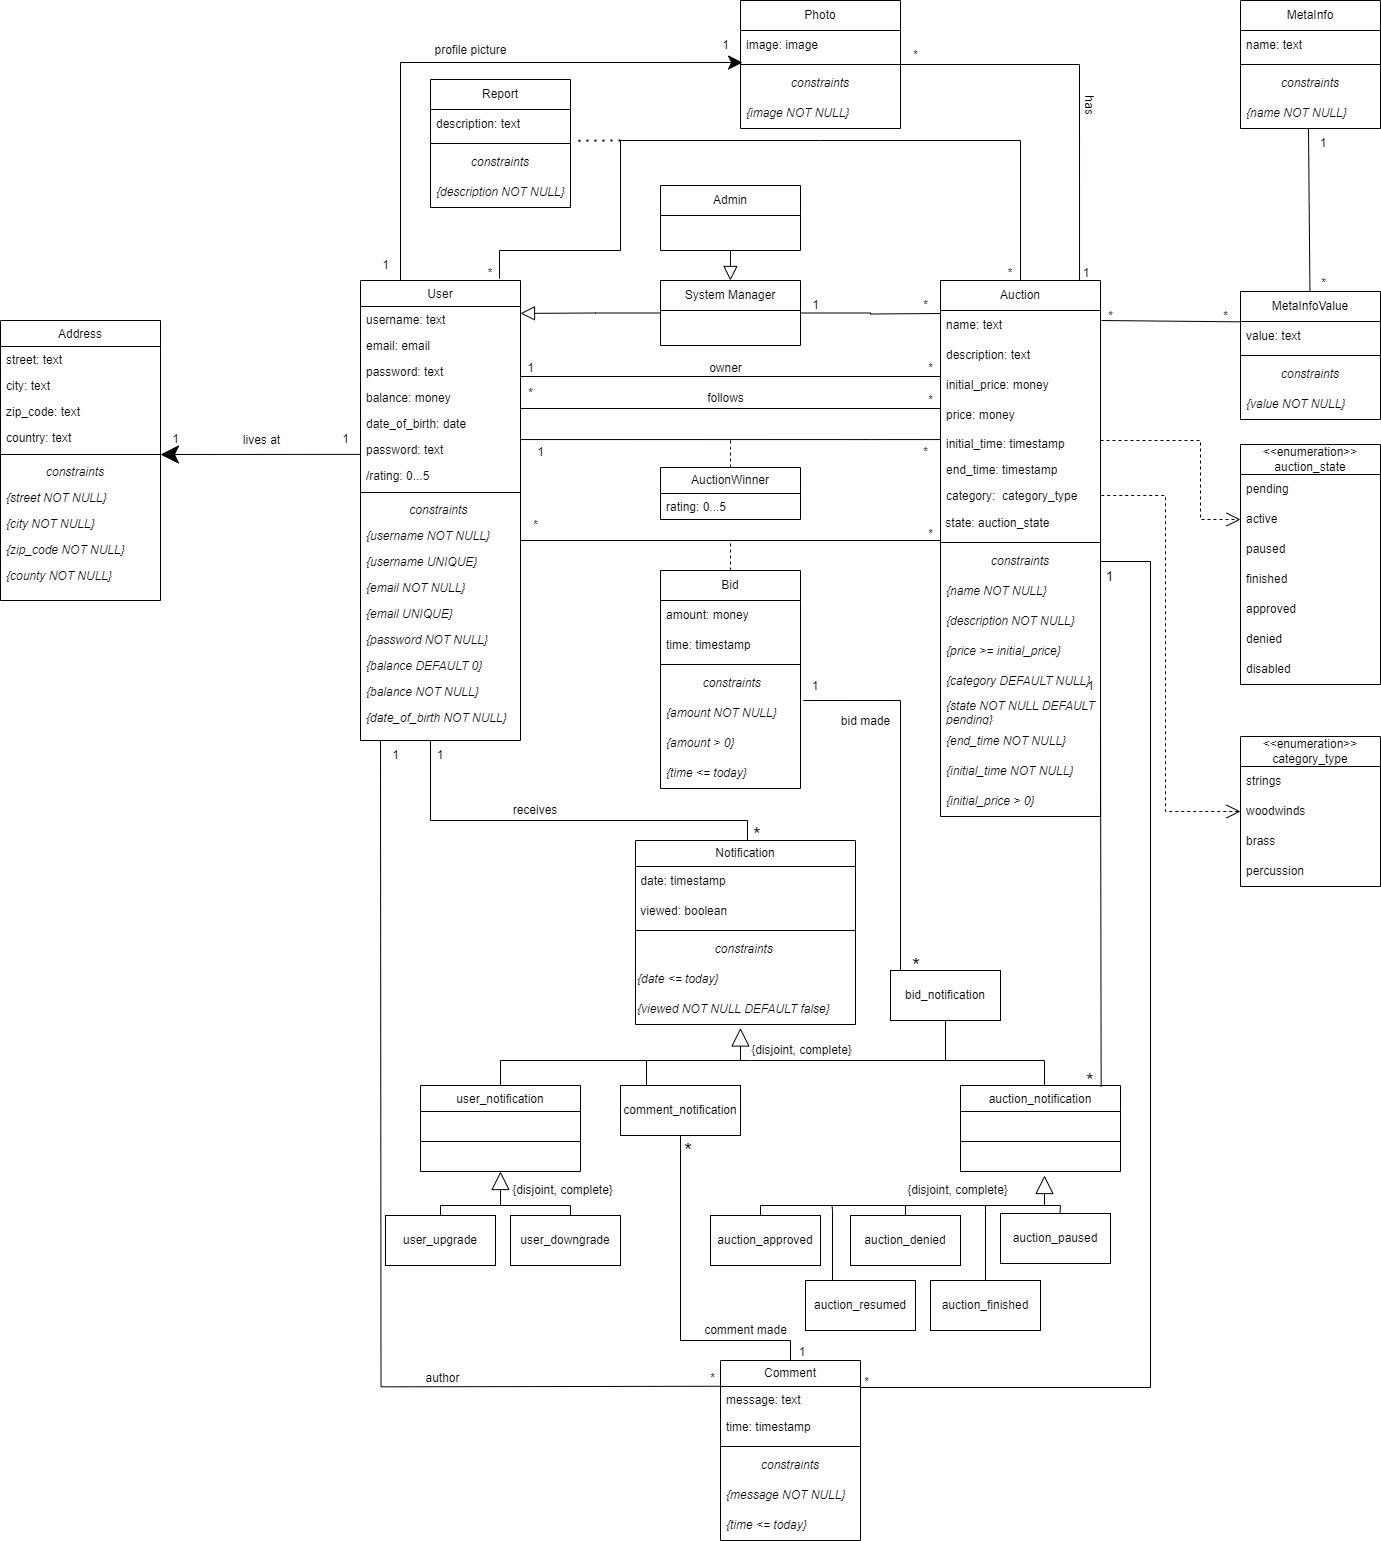 Photo
image: image
constraints
{image NOT NULL}
MetaInfo
name: text
constraints
{name NOT NULL}
1
*
profile picture
1
*
has
1
1
Report
description: text
constraints
{description NOT NULL}
*
*
Admin
System Manager
1
*
User
username: text
email: email
password: text
balance: money
date_of_birth: date
password: text
/rating: 0...5
constraints
{username NOT NULL}
{username UNIQUE}
{email NOT NULL}
{email UNIQUE}
{password NOT NULL}
{balance DEFAULT 0}
{balance NOT NULL}
{date_of_birth NOT NULL}
Address
street: text
city: text
zip_code: text
country: text
constraints
{street NOT NULL}
{city NOT NULL}
{zip_code NOT NULL}
{county NOT NULL}
1
lives at
1
1
owner
*
*
follows
*
1
*
AuctionWinner
rating: 0...5
*
*
Bid
amount: money
time: timestamp
constraints
{amount NOT NULL}
{amount > 0}
{time <= today}
Auction
name: text
description: text
initial_price: money
price: money
initial_time: timestamp
end_time: timestamp
category: category_type
state: auction_state
constraints
{name NOT NULL}
{description NOT NULL}
{price >= initial_price}
{category DEFAULT NULL}
{state NOT NULL DEFAULT
pending}
{end_time NOT NULL}
{initial_time NOT NULL}
{initial_price > 0}
*
*
MetaInfoValue
value: text
constraints
{value NOT NULL}
<<enumeration>>
auction_state
pending
active
paused
finished
approved
denied
disabled
<<enumeration>>
category_type
strings
woodwinds
brass
percussion
1
1
1
bid made
*
bid_notification
1
1
receives
*
Notification
date: timestamp
viewed: boolean
constraints
{date <= today}
{viewed NOT NULL DEFAULT false}
{disjoint, complete}
user_notification
comment_notification
*
*
auction_notification
{disjoint, complete}
user_upgrade
user_downgrade
{disjoint, complete}
auction_approved
auction_denied
auction_paused
auction_resumed
auction_finished
comment made
1
author
*
*
Comment
message: text
time: timestamp
constraints
{message NOT NULL}
{time <= today}